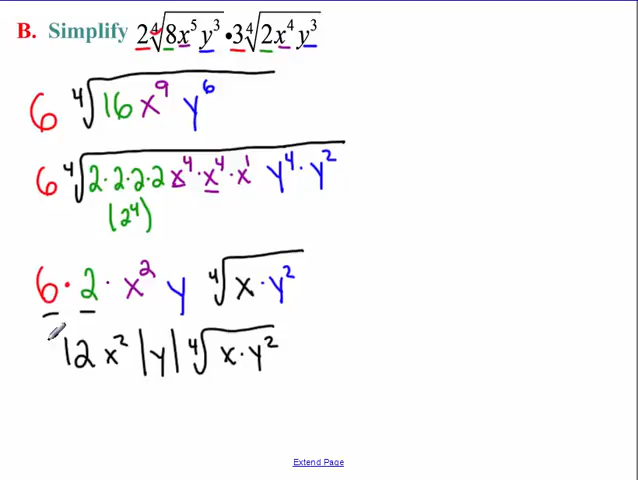 B. Simplify 2∜(8x⁵y³) • 3∜(2x⁴y³)
6 ∜(16x⁹y⁶)
6 ∜(2·2·2·2 x⁴·x⁴·x¹ y⁴·y²)
(2⁴)
6·2·x² y ∜(x·y²)
12x²|y| ∜(x·y²)
Extend Page